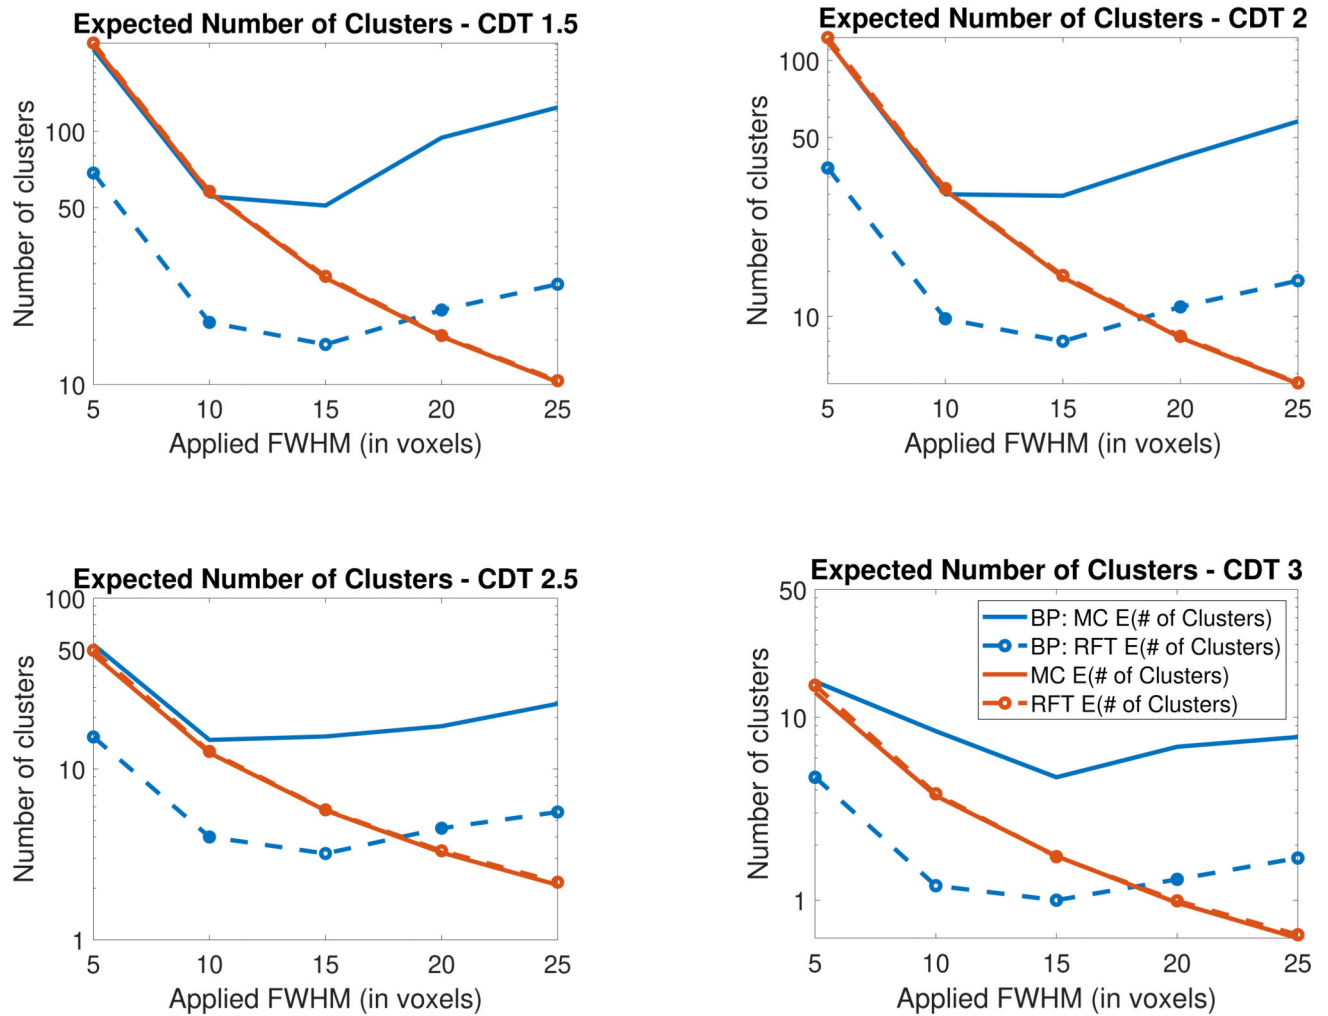 Expected Number of Clusters - CDT 1.5
Number of clusters
100
50
10
5 10 15 20 25
Applied FWHM (in voxels)
Expected Number of Clusters - CDT 2
Number of clusters
100
50
10
5 10 15 20 25
Applied FWHM (in voxels)
Expected Number of Clusters - CDT 2.5
Number of clusters
100
50
10
1
5 10 15 20 25
Applied FWHM (in voxels)
Expected Number of Clusters - CDT 3
Number of clusters
50
10
1
BP: MC E(# of Clusters)
BP: RFT E(# of Clusters)
MC E(# of Clusters)
RFT E(# of Clusters)
5 10 15 20 25
Applied FWHM (in voxels)